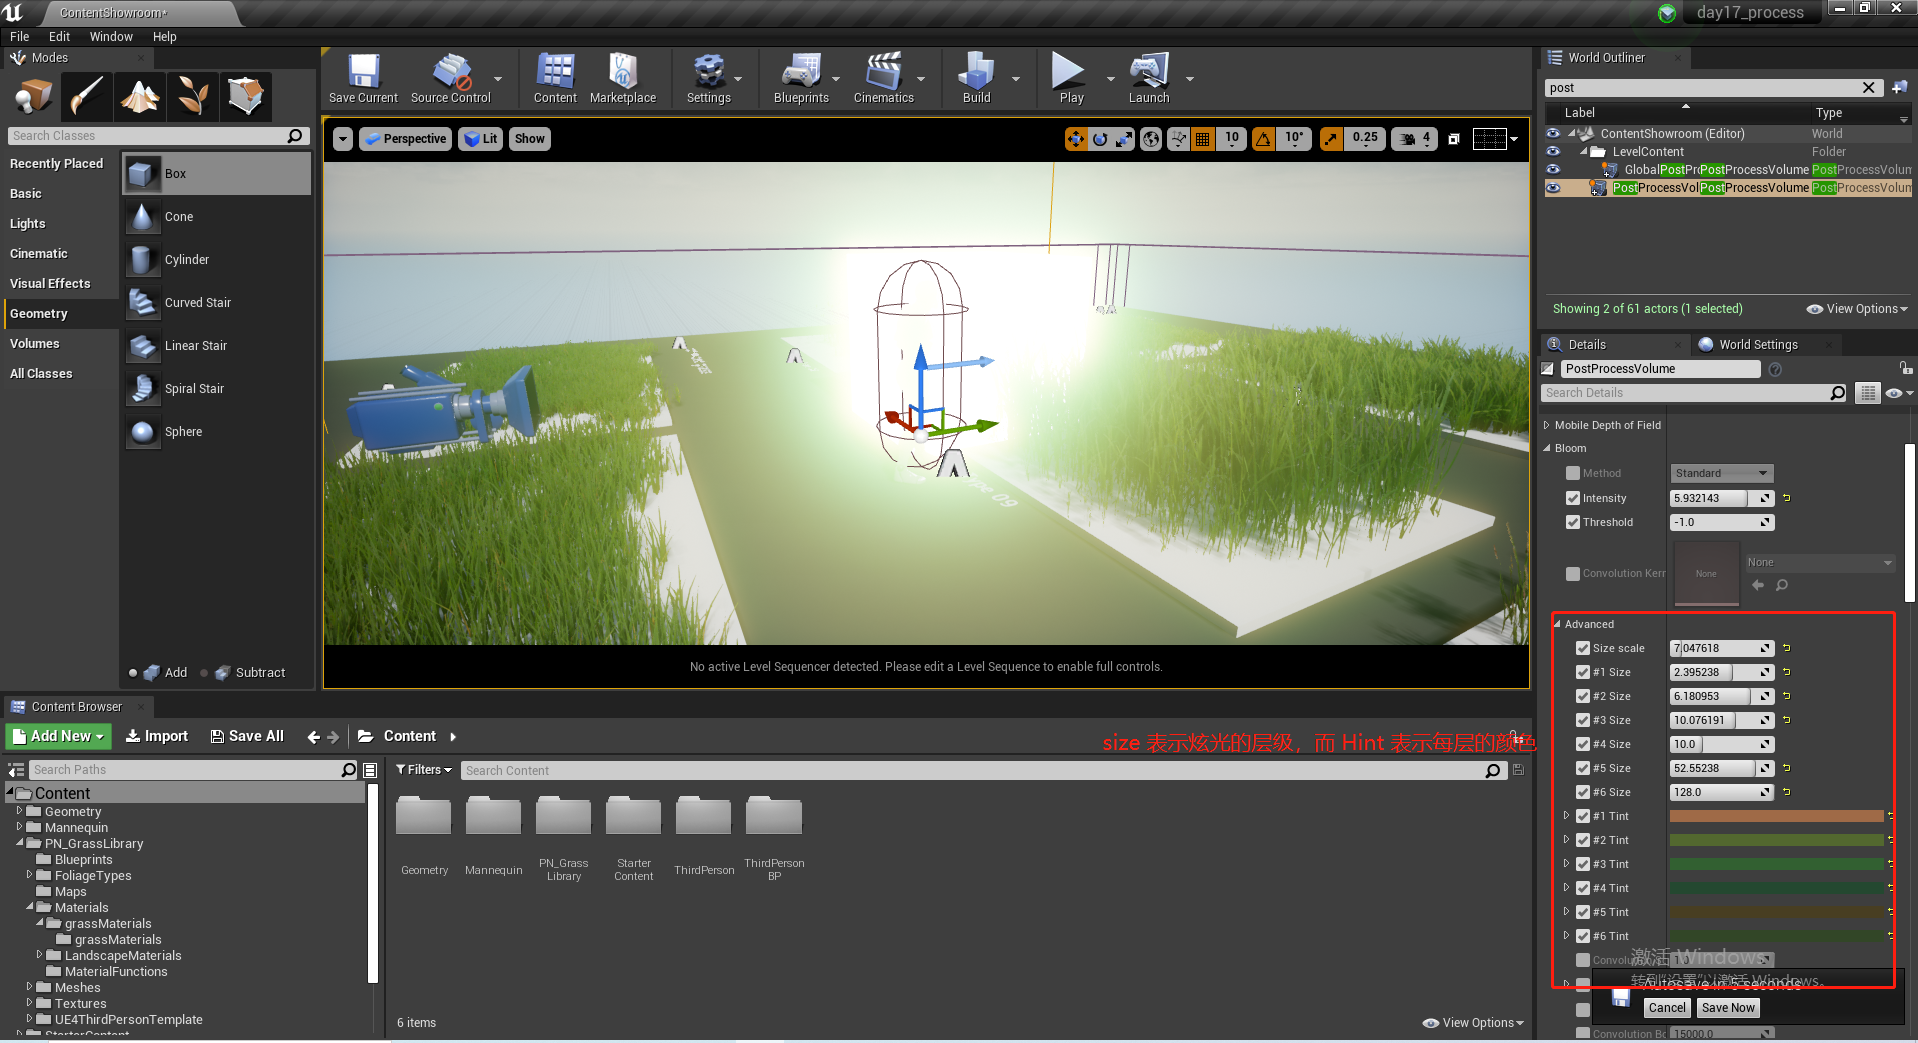 ContentShowroom*
day17_process
File Edit Window Help
Modes
Search Classes
Recently Placed
Basic
Lights
Cinematic
Visual Effects
Geometry
Volumes
All Classes
Box
Cone
Cylinder
Curved Stair
Linear Stair
Spiral Stair
Sphere
Add Subtract
Save Current Source Control Content Marketplace Settings Blueprints Cinematics Build Play Launch
Perspective Lit Show
10 10° 0.25 4
No active Level Sequencer detected. Please edit a Level Sequence to enable full controls.
World Outliner
post
Label Type
ContentShowroom (Editor) World
LevelContent Folder
GlobalPostPrc PostProcessVolume PostProcessVolum
PostProcessVol PostProcessVolume PostProcessVolum
Showing 2 of 61 actors (1 selected) View Options
Details World Settings
PostProcessVolume
Search Details
Mobile Depth of Field
Bloom
Method Standard
Intensity 5.932143
Threshold -1.0
Convolution Kern None None
Advanced
Size scale 7.047618
#1 Size 2.395238
#2 Size 6.180953
#3 Size 10.076191
#4 Size 10.0
#5 Size 52.55238
#6 Size 128.0
#1 Tint
#2 Tint
#3 Tint
#4 Tint
#5 Tint
#6 Tint
激活 Windows
转到"设置"以激活 Windows。
Autosave in 5 seconds
Cancel Save Now
15000.0
Content Browser
Add New Import Save All Content
size 表示炫光的层级，而 Hint 表示每层的颜色
Search Paths
Filters Search Content
Content
Geometry
Mannequin
PN_GrassLibrary
Blueprints
FoliageTypes
Maps
Materials
grassMaterials
grassMaterials
LandscapeMaterials
MaterialFunctions
Meshes
Textures
UE4ThirdPersonTemplate
StarterContent
Geometry
Mannequin
PN_Grass
Library
Starter
Content
ThirdPerson
ThirdPerson
BP
6 items View Options